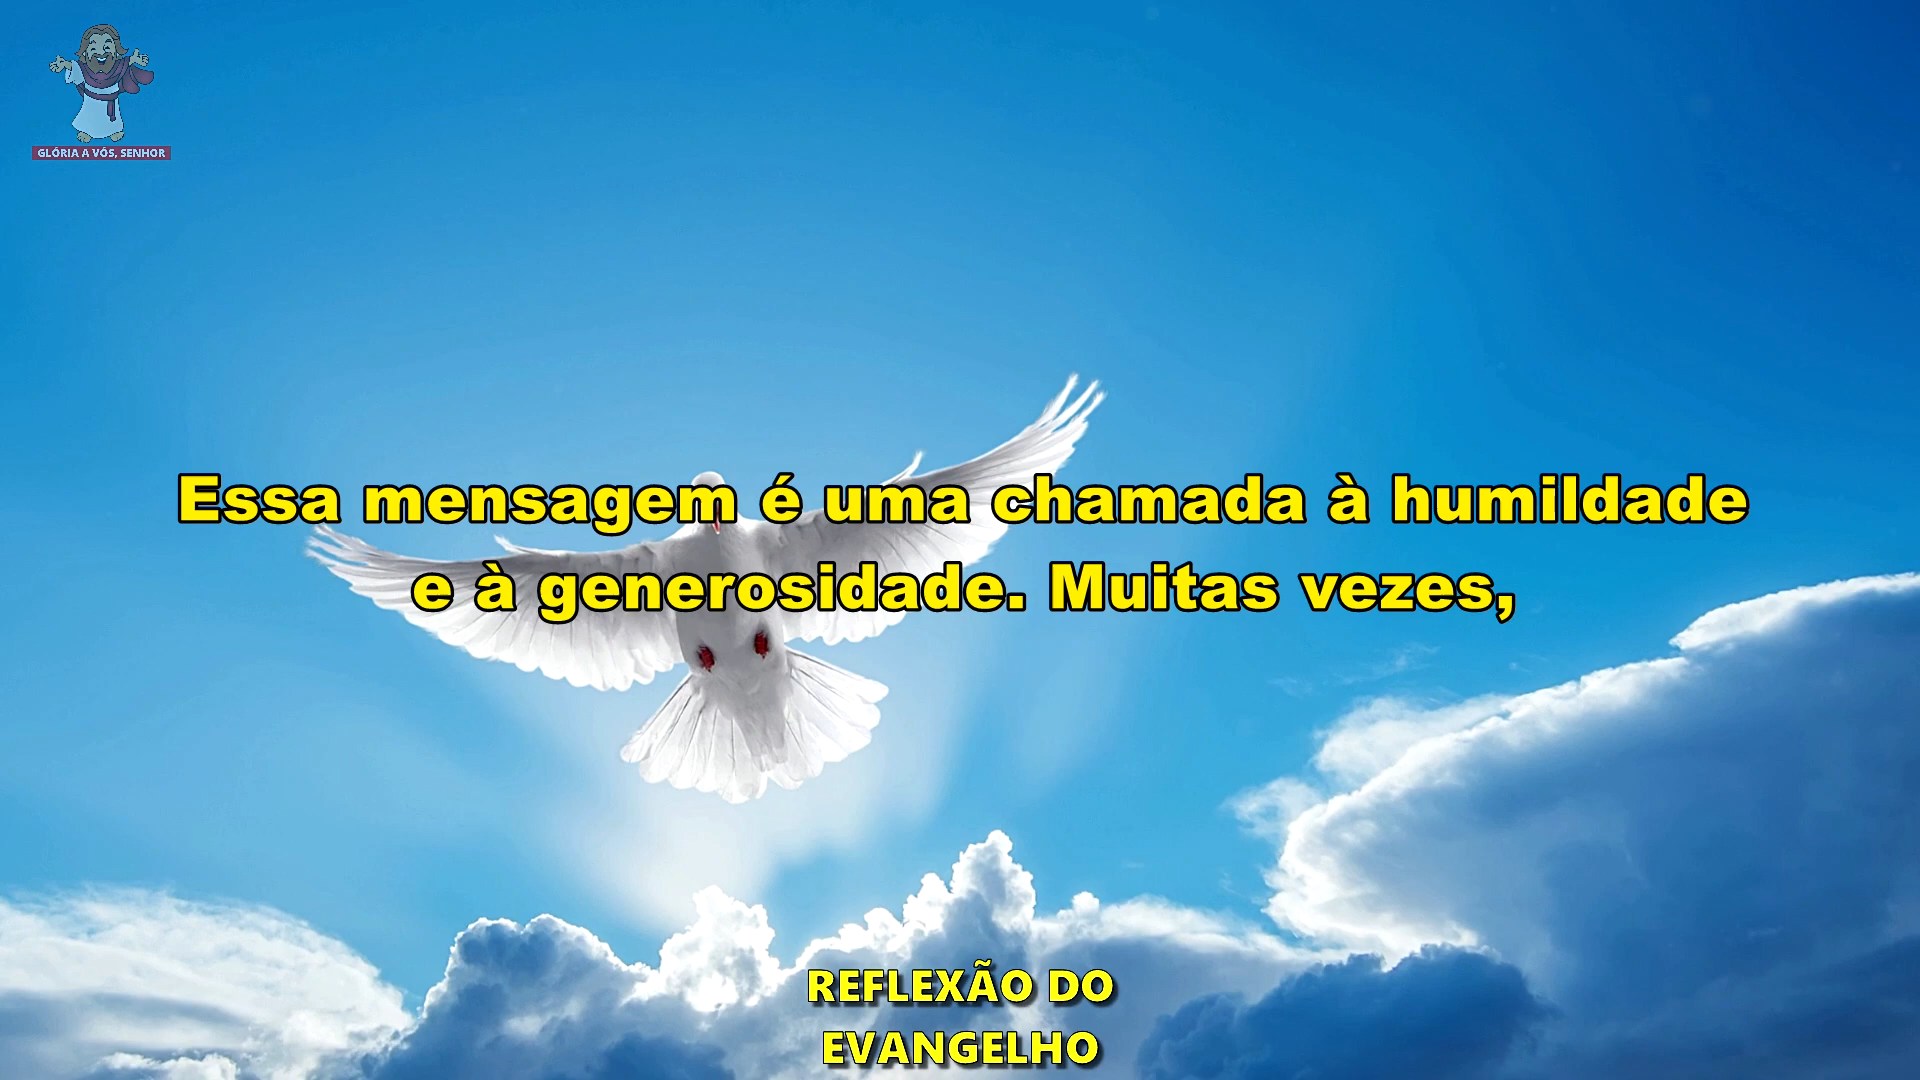 GLÓRIA A VÓS, SENHOR
Essa mensagem é uma chamada à humildade
e à generosidade. Muitas vezes,
REFLEXÃO DO
EVANGELHO